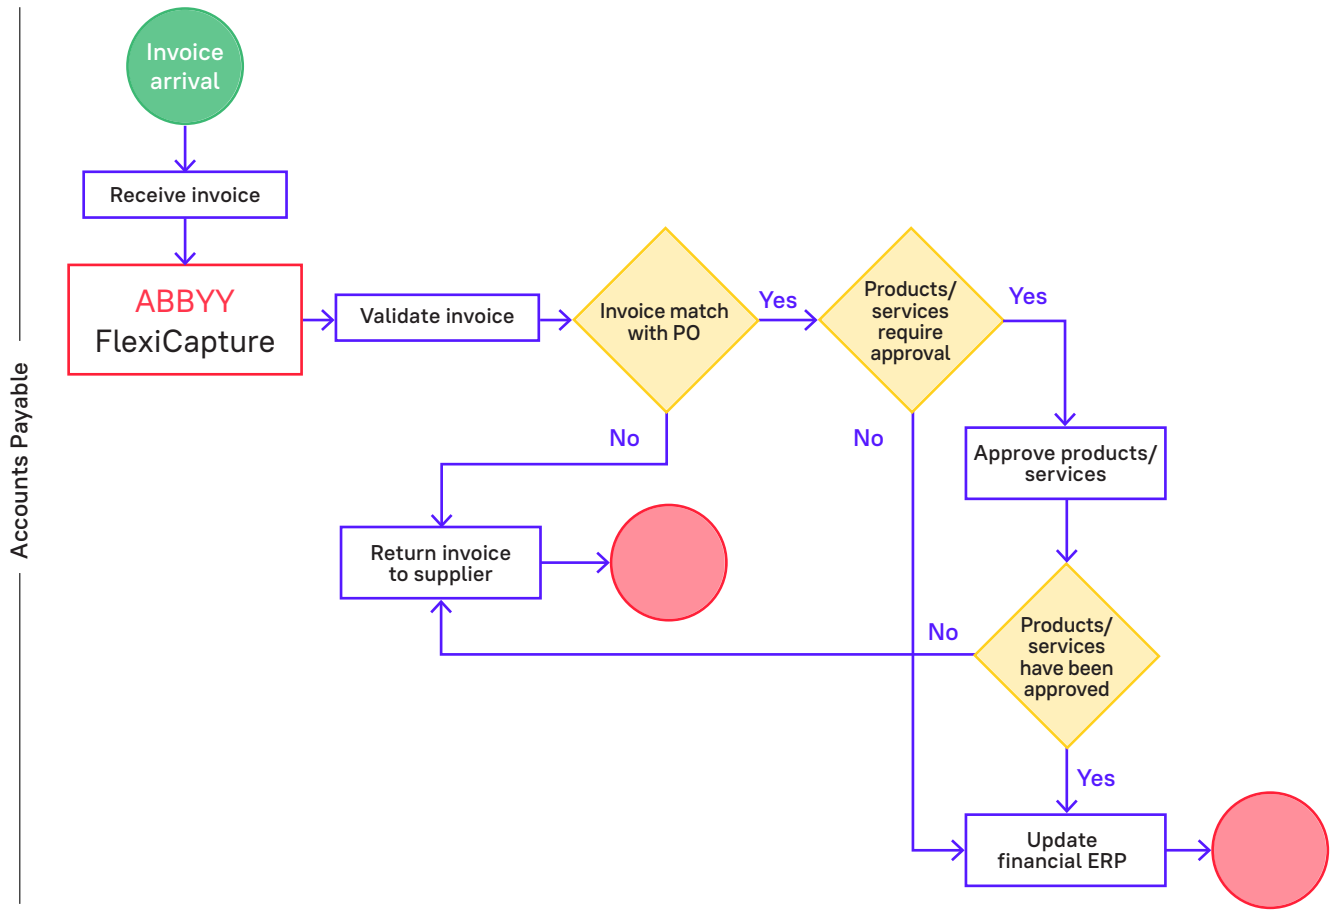 Invoice
arrival
Receive invoice
ABBYY
FlexiCapture
Validate invoice
Invoice match
with PO
Yes
Products/
services
require
approval
Yes
No
No
Approve products/
services
Return invoice
to supplier
No
Products/
services
have been
approved
Yes
Update
financial ERP
Accounts Payable